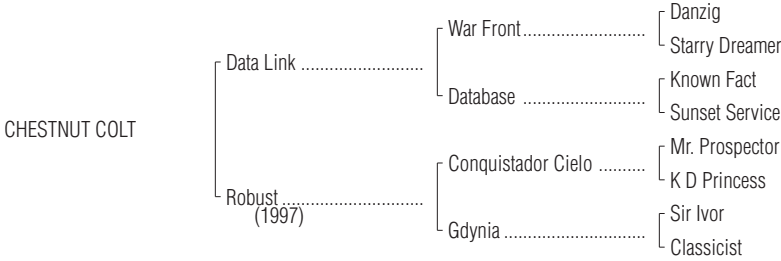 Danzig
War Front..........................
Starry Dreamer
Data Link ..........................
Known Fact
Database ..........................
Sunset Service
CHESTNUT COLT
Mr. Prospector
Conquistador Cielo ..........
K D Princess
Robust ..............................
(1997)
Sir Ivor
Gdynia ..............................
Classicist